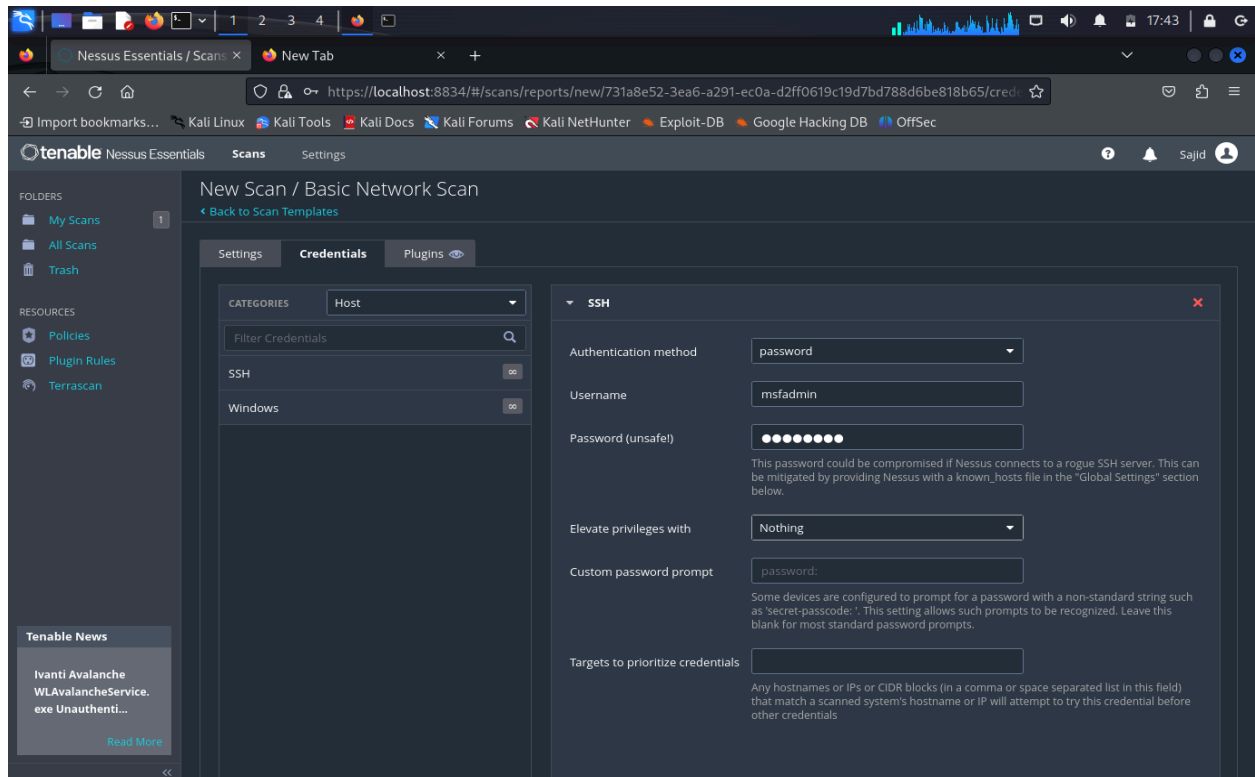 1 2 3 4 17:43
Nessus Essentials / Scans New Tab
https://localhost:8834/#/scans/reports/new/731a8e52-3ea6-a291-ec0a-d2ff0619c19d7bd788d6be818b65/crede
Import bookmarks... Kali Linux Kali Tools Kali Docs Kali Forums Kali NetHunter Exploit-DB Google Hacking DB OffSec
tenable Nessus Essentials Scans Settings Sajid
FOLDERS
My Scans 1
All Scans
Trash
RESOURCES
Policies
Plugin Rules
Terrascan
Tenable News
Ivanti Avalanche
WLAvalancheService.
exe Unauthenti...
Read More
New Scan / Basic Network Scan
Back to Scan Templates
Settings Credentials Plugins
CATEGORIES Host
Filter Credentials
SSH ∞
Windows ∞
SSH
Authentication method password
Username msfadmin
Password (unsafe!) ●●●●●●●●
This password could be compromised if Nessus connects to a rogue SSH server. This can
be mitigated by providing Nessus with a known_hosts file in the "Global Settings" section
below.
Elevate privileges with Nothing
Custom password prompt password:
Some devices are configured to prompt for a password with a non-standard string such
as 'secret-passcode: '. This setting allows such prompts to be recognized. Leave this
blank for most standard password prompts.
Targets to prioritize credentials
Any hostnames or IPs or CIDR blocks (in a comma or space separated list in this field)
that match a scanned system's hostname or IP will attempt to try this credential before
other credentials